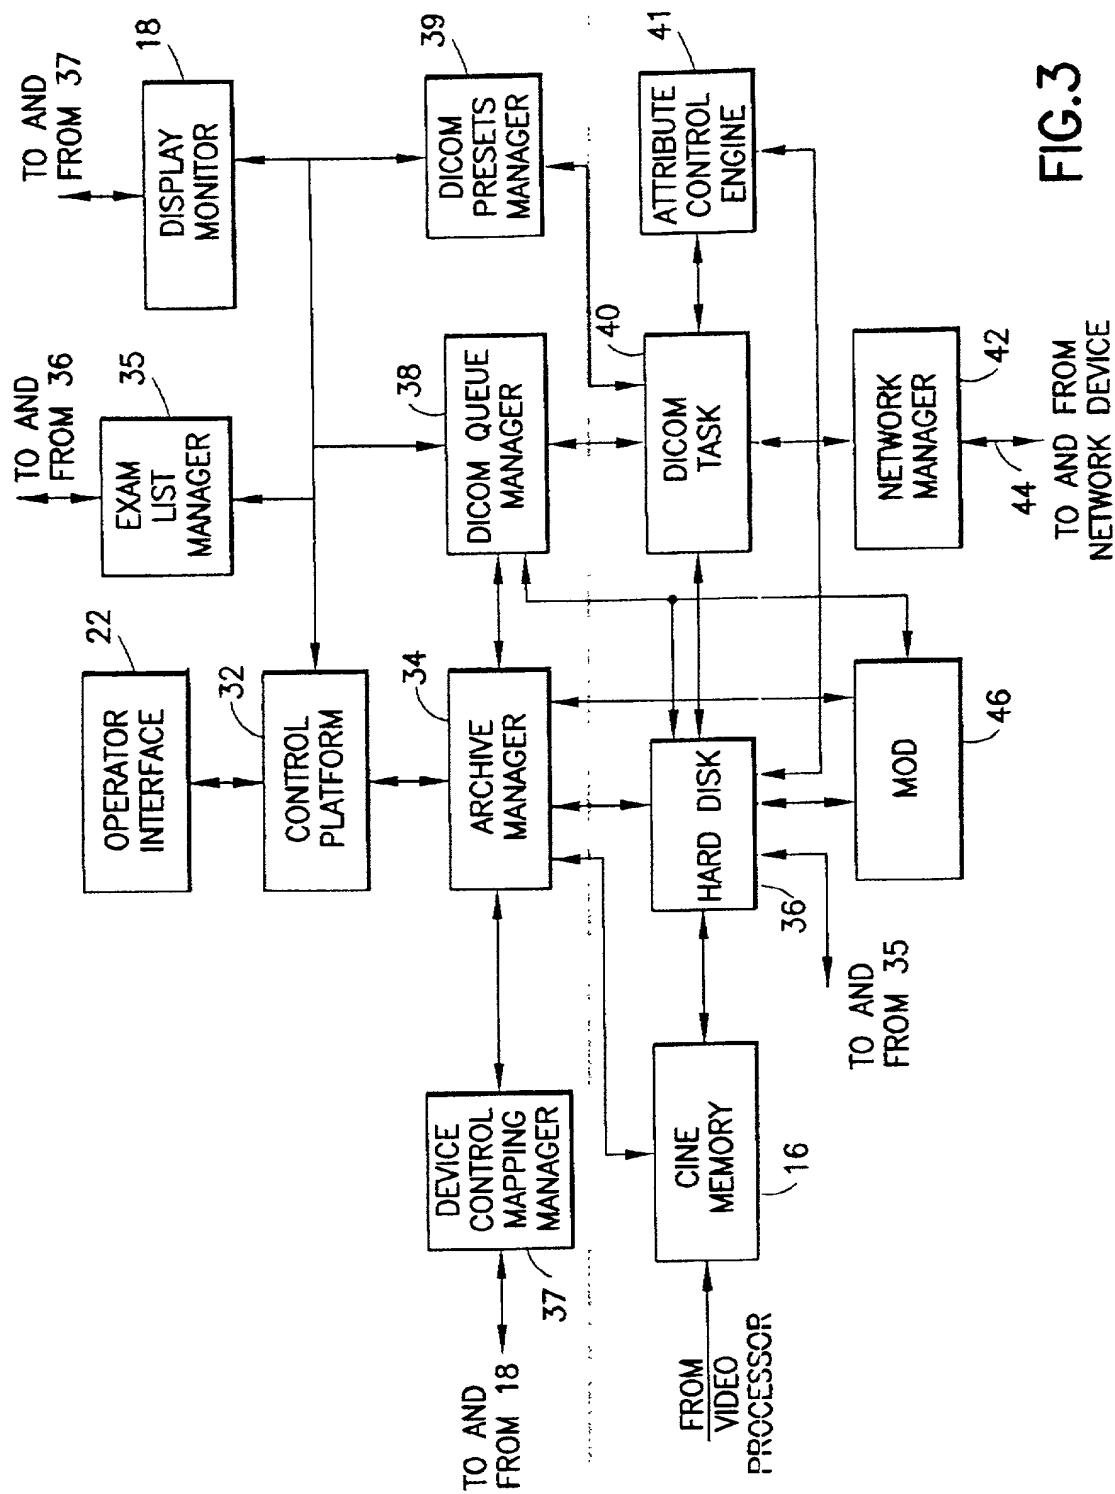 TO AND
FROM 37
18
DISPLAY
MONITOR
TO AND
FROM 36
35
EXAM
LIST
MANAGER
22
OPERATOR
INTERFACE
32
CONTROL
PLATFORM
39
DICOM
PRESETS
MANAGER
38
DICOM QUEUE
MANAGER
34
ARCHIVE
MANAGER
DEVICE
CONTROL
MAPPING
MANAGER
37
TO AND
FROM 18
41
ATTRIBUTE
CONTROL
ENGINE
40
DICOM
TASK
HARD DISK
36
CINE
MEMORY
16
FROM
VIDEO
PROCESSOR
NETWORK
MANAGER
42
44
TO AND FROM
NETWORK DEVICE
MOD
46
TO AND
FROM 35
FIG.3